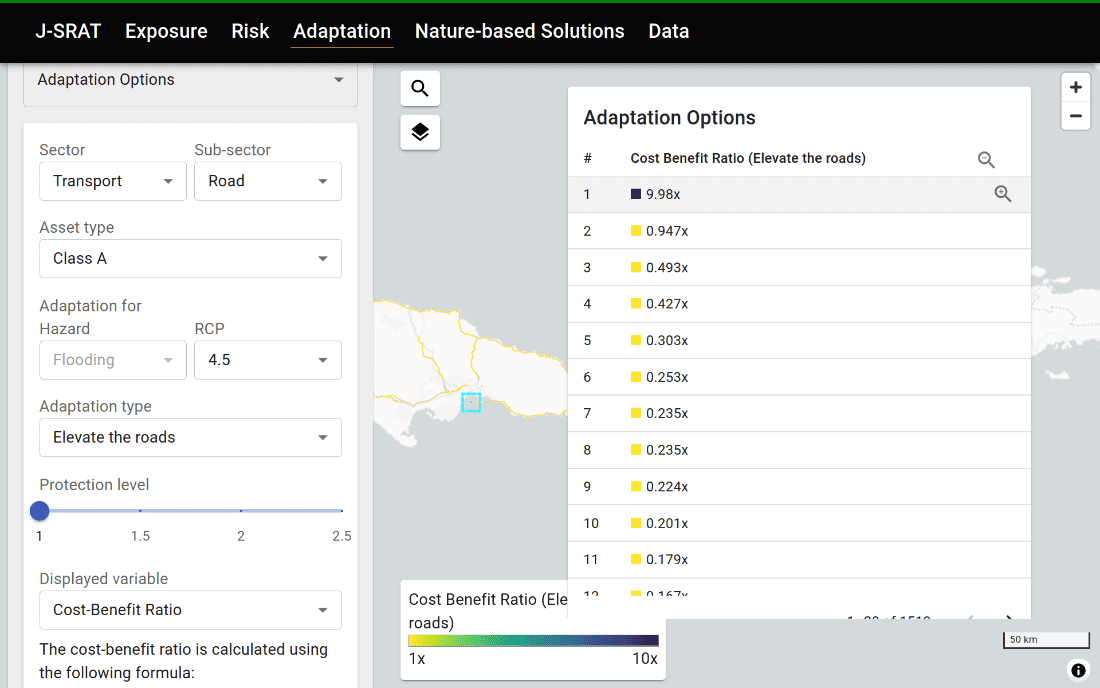 J-SRAT Exposure Risk Adaptation Nature-based Solutions Data
Adaptation Options
Sector Sub-sector
Transport Road
Asset type
Class A
Adaptation for
Hazard RCP
Flooding 4.5
Adaptation type
Elevate the roads
Protection level
1 1.5 2 2.5
Displayed variable
Cost-Benefit Ratio
The cost-benefit ratio is calculated using
the following formula:
Adaptation Options
# Cost Benefit Ratio (Elevate the roads)
1 9.98x
2 0.947x
3 0.493x
4 0.427x
5 0.303x
6 0.253x
7 0.235x
8 0.235x
9 0.224x
10 0.201x
11 0.179x
12 0.167x
Cost Benefit Ratio (Ele
roads)
1x 10x
50 km